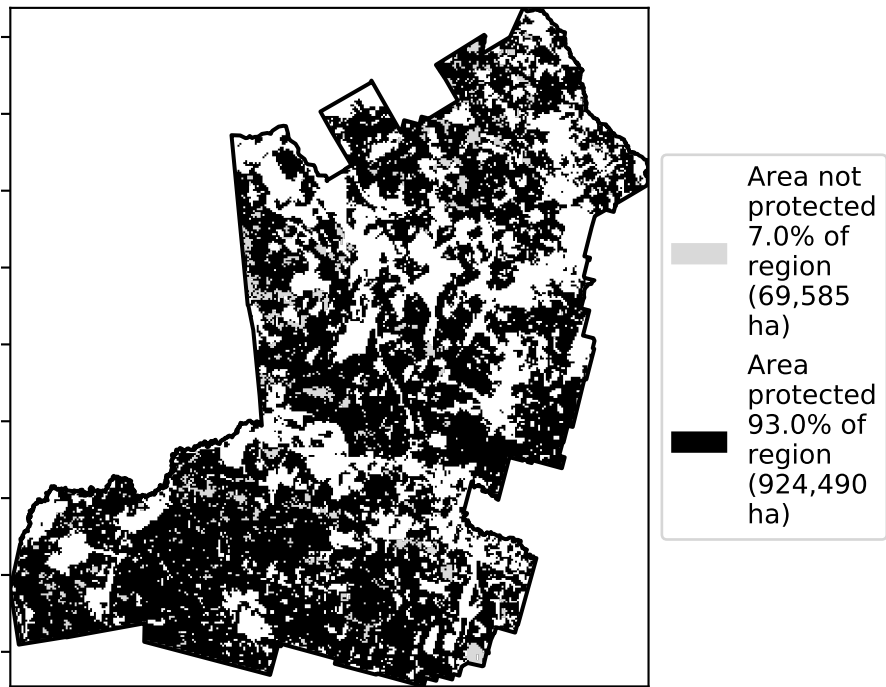 Area not
protected
7.0% of
region
(69,585
ha)
Area
protected
93.0% of
region
(924,490
ha)